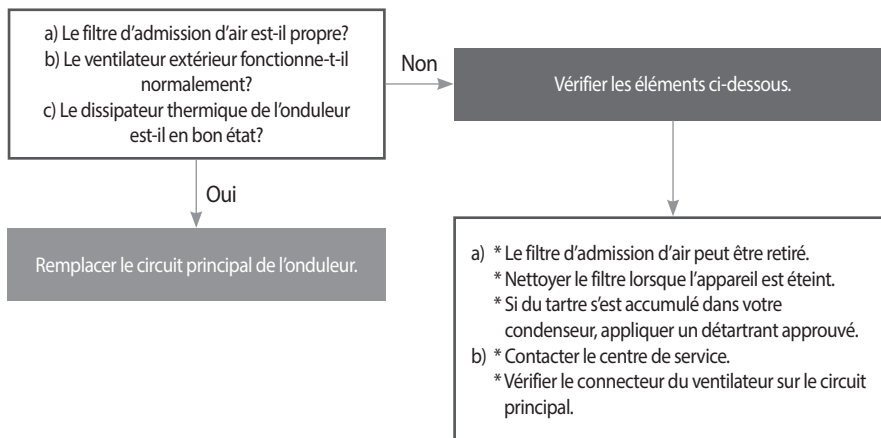 a) Le filtre d'admission d'air est-il propre?
b) Le ventilateur extérieur fonctionne-t-il
normalement?
c) Le dissipateur thermique de l'onduleur
est-il en bon état?
Non
Vérifier les éléments ci-dessous.
Oui
Remplacer le circuit principal de l'onduleur.
a) * Le filtre d'admission d'air peut être retiré.
* Nettoyer le filtre lorsque l'appareil est éteint.
* Si du tartre s'est accumulé dans votre
condenseur, appliquer un détartrant approuvé.
b) * Contacter le centre de service.
* Vérifier le connecteur du ventilateur sur le circuit
principal.